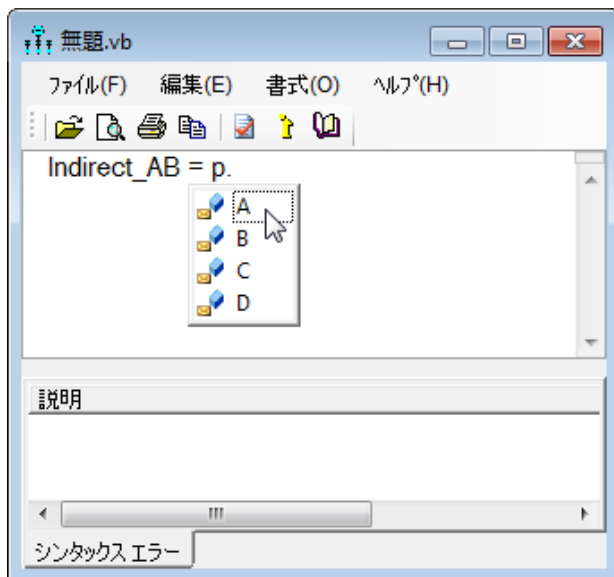 無題.vb
ファイル(F) 編集(E) 書式(O) ヘルプ(H)
Indirect_AB = p.
A
B
C
D
説明
シンタックス エラー